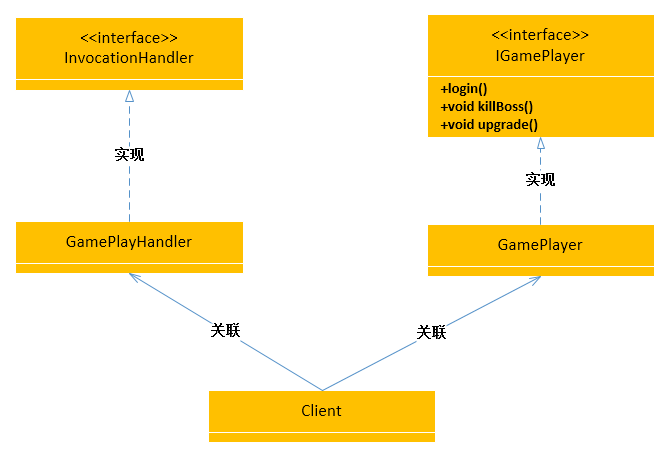 <<interface>>
InvocationHandler
<<interface>>
IGamePlayer
+login()
+void killBoss()
+void upgrade()
实现
实现
GamePlayHandler
GamePlayer
关联
关联
Client